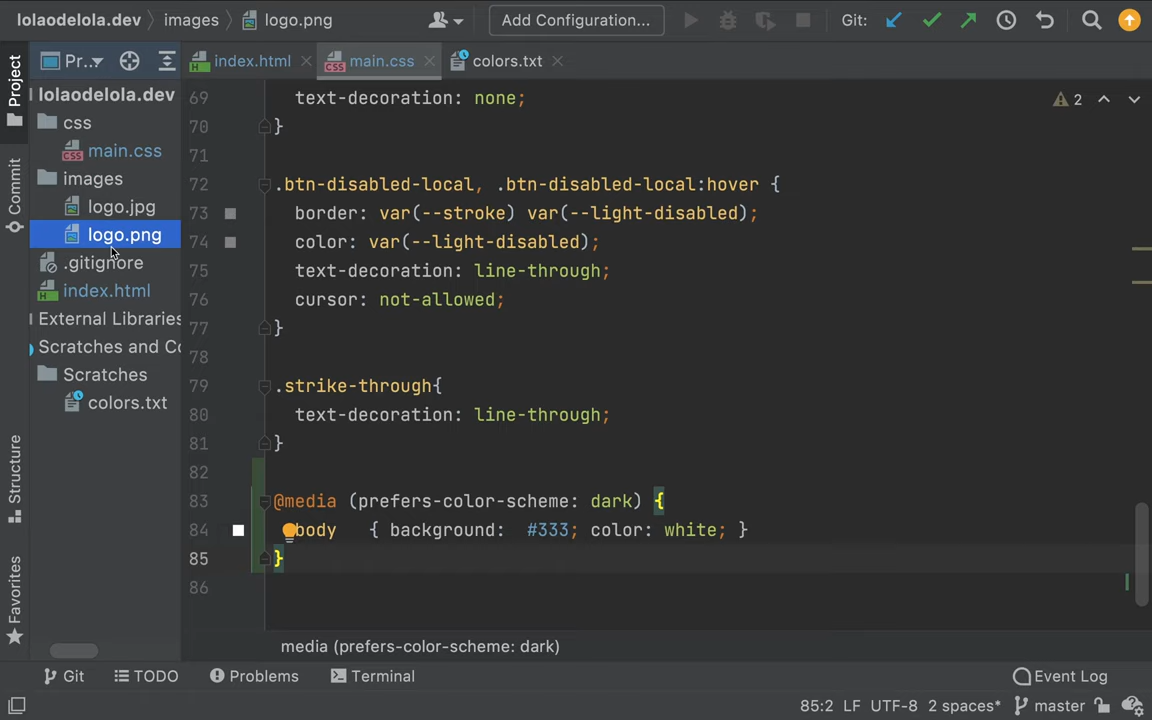 lolaodelola.dev images logo.png Add Configuration... Git:
Project
Commit
Structure
Favorites
Pr...
lolaodelola.dev
css
main.css
images
logo.jpg
logo.png
.gitignore
index.html
External Libraries
Scratches and Co
Scratches
colors.txt
index.html main.css colors.txt
2
69 text-decoration: none;
70 }
71
72 .btn-disabled-local, .btn-disabled-local:hover {
73 border: var(--stroke) var(--light-disabled);
74 color: var(--light-disabled);
75 text-decoration: line-through;
76 cursor: not-allowed;
77 }
78
79 .strike-through{
80 text-decoration: line-through;
81 }
82
83 @media (prefers-color-scheme: dark) {
84 body { background: #333; color: white; }
85 }
86
media (prefers-color-scheme: dark)
Git TODO Problems Terminal Event Log
85:2 LF UTF-8 2 spaces* master